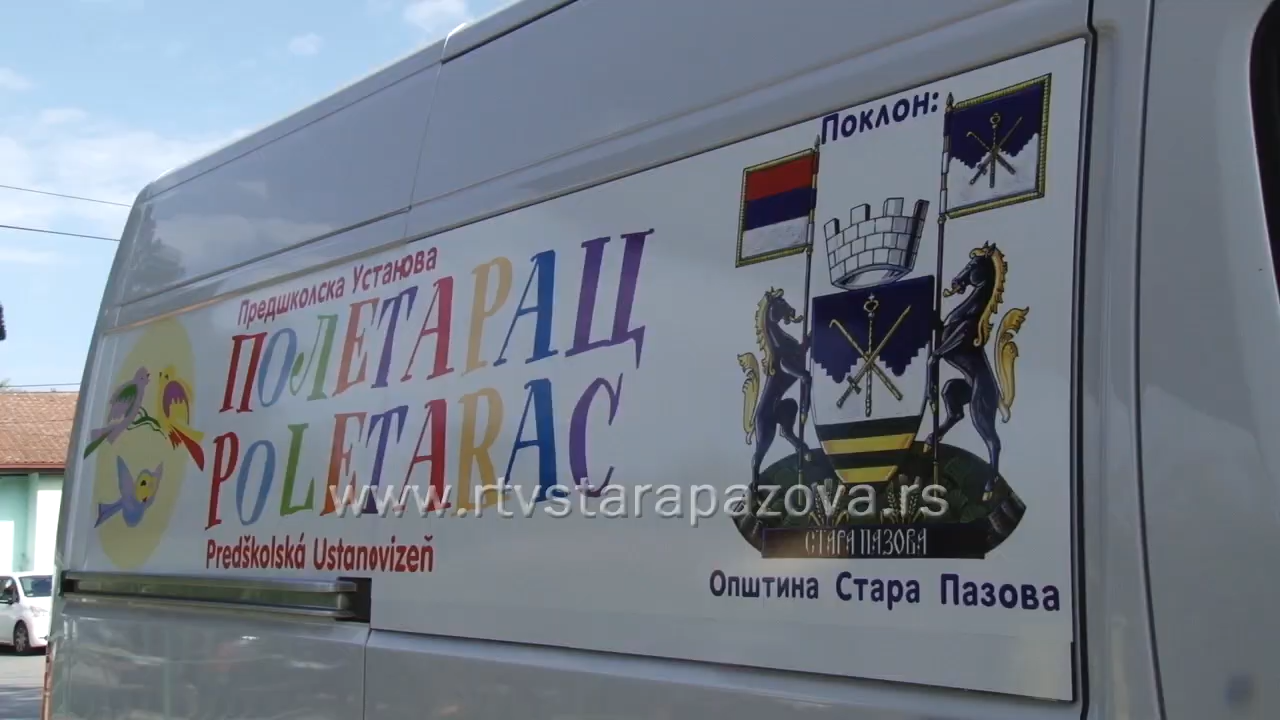 Предшколска Установа
ПОЛЕТАРАЦ
POLETARAC
Predškolská Ustanovizeň
Поклон:
СТАРА ПАЗОВА
Општина Стара Пазова
www.rtvstarapazova.rs